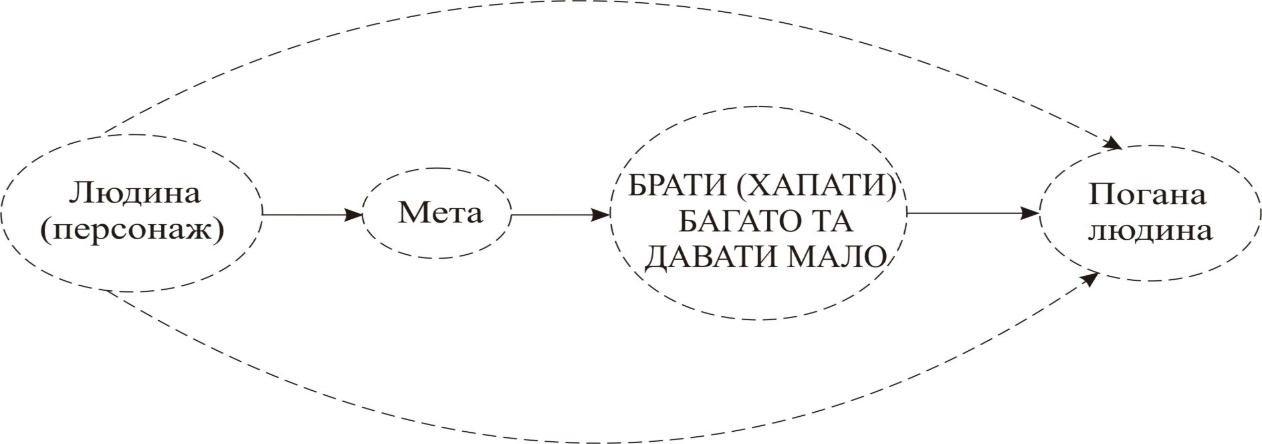 Людина
(персонаж)
Мета
БРАТИ (ХАПАТИ)
БАГАТО ТА
ДАВАТИ МАЛО
Погана
людина